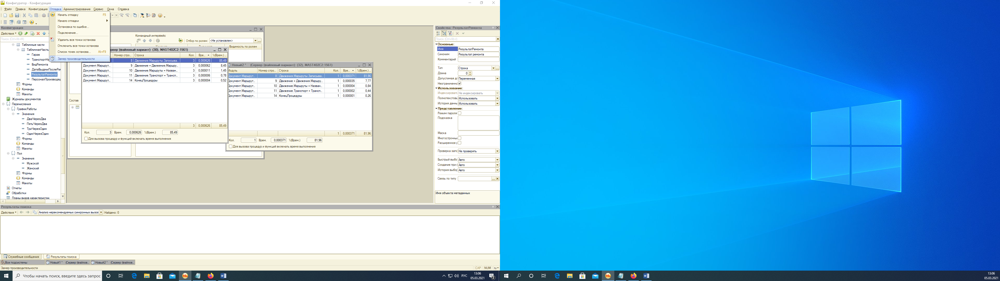 Конфигуратор - Конфигурация
Файл Правка Конфигурация Отладка Администрирование Сервис Окна Справка
Начать отладку F5
Начало отладки
Остановка по ошибке...
Подключение...
Удалить все точки останова
Отключить все точки останова
Список точек останова... Alt+F9
Замер производительности
Конфигурация
Действия
Поиск (Ctrl+Alt+M)
Табличные части
ТабличнаяЧасть
Гараж
ТранспортНа
ВидРемонта
ДатаВыдачиПослеРем
РезультатРемонта
ПерсоналПроизводящ
Формы
Команды
Макеты
Журналы документов
Перечисления
ГрафикРаботы
Значения
ДваЧерезДва
ПятьЧерезДва
ТриЧерезОдин
ОдинЧерезОдин
Формы
Команды
Макеты
Пол
Значения
Мужской
Женский
Формы
Команды
Макеты
Отчеты
Обработки
Планы видов характеристик
Командный интерфейс
Отбор по ролям: <Не установлен>
Видимость по ролям
Состав
сервер (файловый вариант): (30), MAST402C2:1561)
Номер стро... Строка Кол. Вре... %(Врем.) ...
8 Движения.Маршруты.Записыва... 3 0,000626 85,49
Документ.Маршрут... 9 Движение = Движения.Маршру... 3 0,000062 8,45
Документ.Маршрут... 10 Движение.Маршруты = Назван... 3 0,000011 1,45
Документ.Маршрут... 11 Движение.Транспорт = Трансп... 3 0,000006 0,78
Документ.Маршрут... 14 КонецПроцедуры 3 0,000004 0,52
3 0,000626 85,49
Кол. 3 Врем. 0,000626 %(Врем.) 85,49
Для вызова процедур и функций включать время выполнения
Новый2 * (Сервер (файловый вариант): (32), MAST402C2:1561)
Модуль Номер стро... Строка Кол. Вре... %(Врем.) ...
Документ.Маршрут... 8 Движения.Маршруты.Записыва... 1 0,000371 81,96
Документ.Маршрут... 9 Движение = Движения.Маршру... 1 0,000035 7,77
Документ.Маршрут... 10 Движение.Маршруты = Назван... 1 0,000004 0,84
Документ.Маршрут... 11 Движение.Транспорт = Трансп... 1 0,000002 0,44
Документ.Маршрут... 14 КонецПроцедуры 1 0,000001 0,26
1 0,000371 81,96
Кол. 1 Врем. 0,000371 %(Врем.) 81,96
Для вызова процедур и функций включать время выполнения
Свойства: РезультатРемонта
Поиск (Ctrl+Alt+I)
Основные:
Имя РезультатРемонта
Синоним Результат ремонта
Комментарий
Тип Строка
Длина 0
Допустимая дл Переменная
Неограниченна
Использование:
Индексировать Не индексировать
Полнотекстовы Использовать
История данны Использовать
Представление:
Режим пароля
Подсказка
Маска
Многострочный
Расширенное р
Проверка запо Не проверять
Быстрый выбо Авто
Создание при в Авто
История выбор Авто
Связь по типу
Имя объекта метаданных
Результаты поиска
Действия Анализ нерекомендуемых синхронных вызов Найдено: 0
Служебные сообщения Результаты поиска
Все подсистемы Новый1 * (Сервер (файлов... Новый2 * (Сервер (файлов...
Замер производительности CAP NUM ru
Чтобы начать поиск, введите здесь запрос РУС 13:06 05.03.2021 2
13:06
05.03.2021